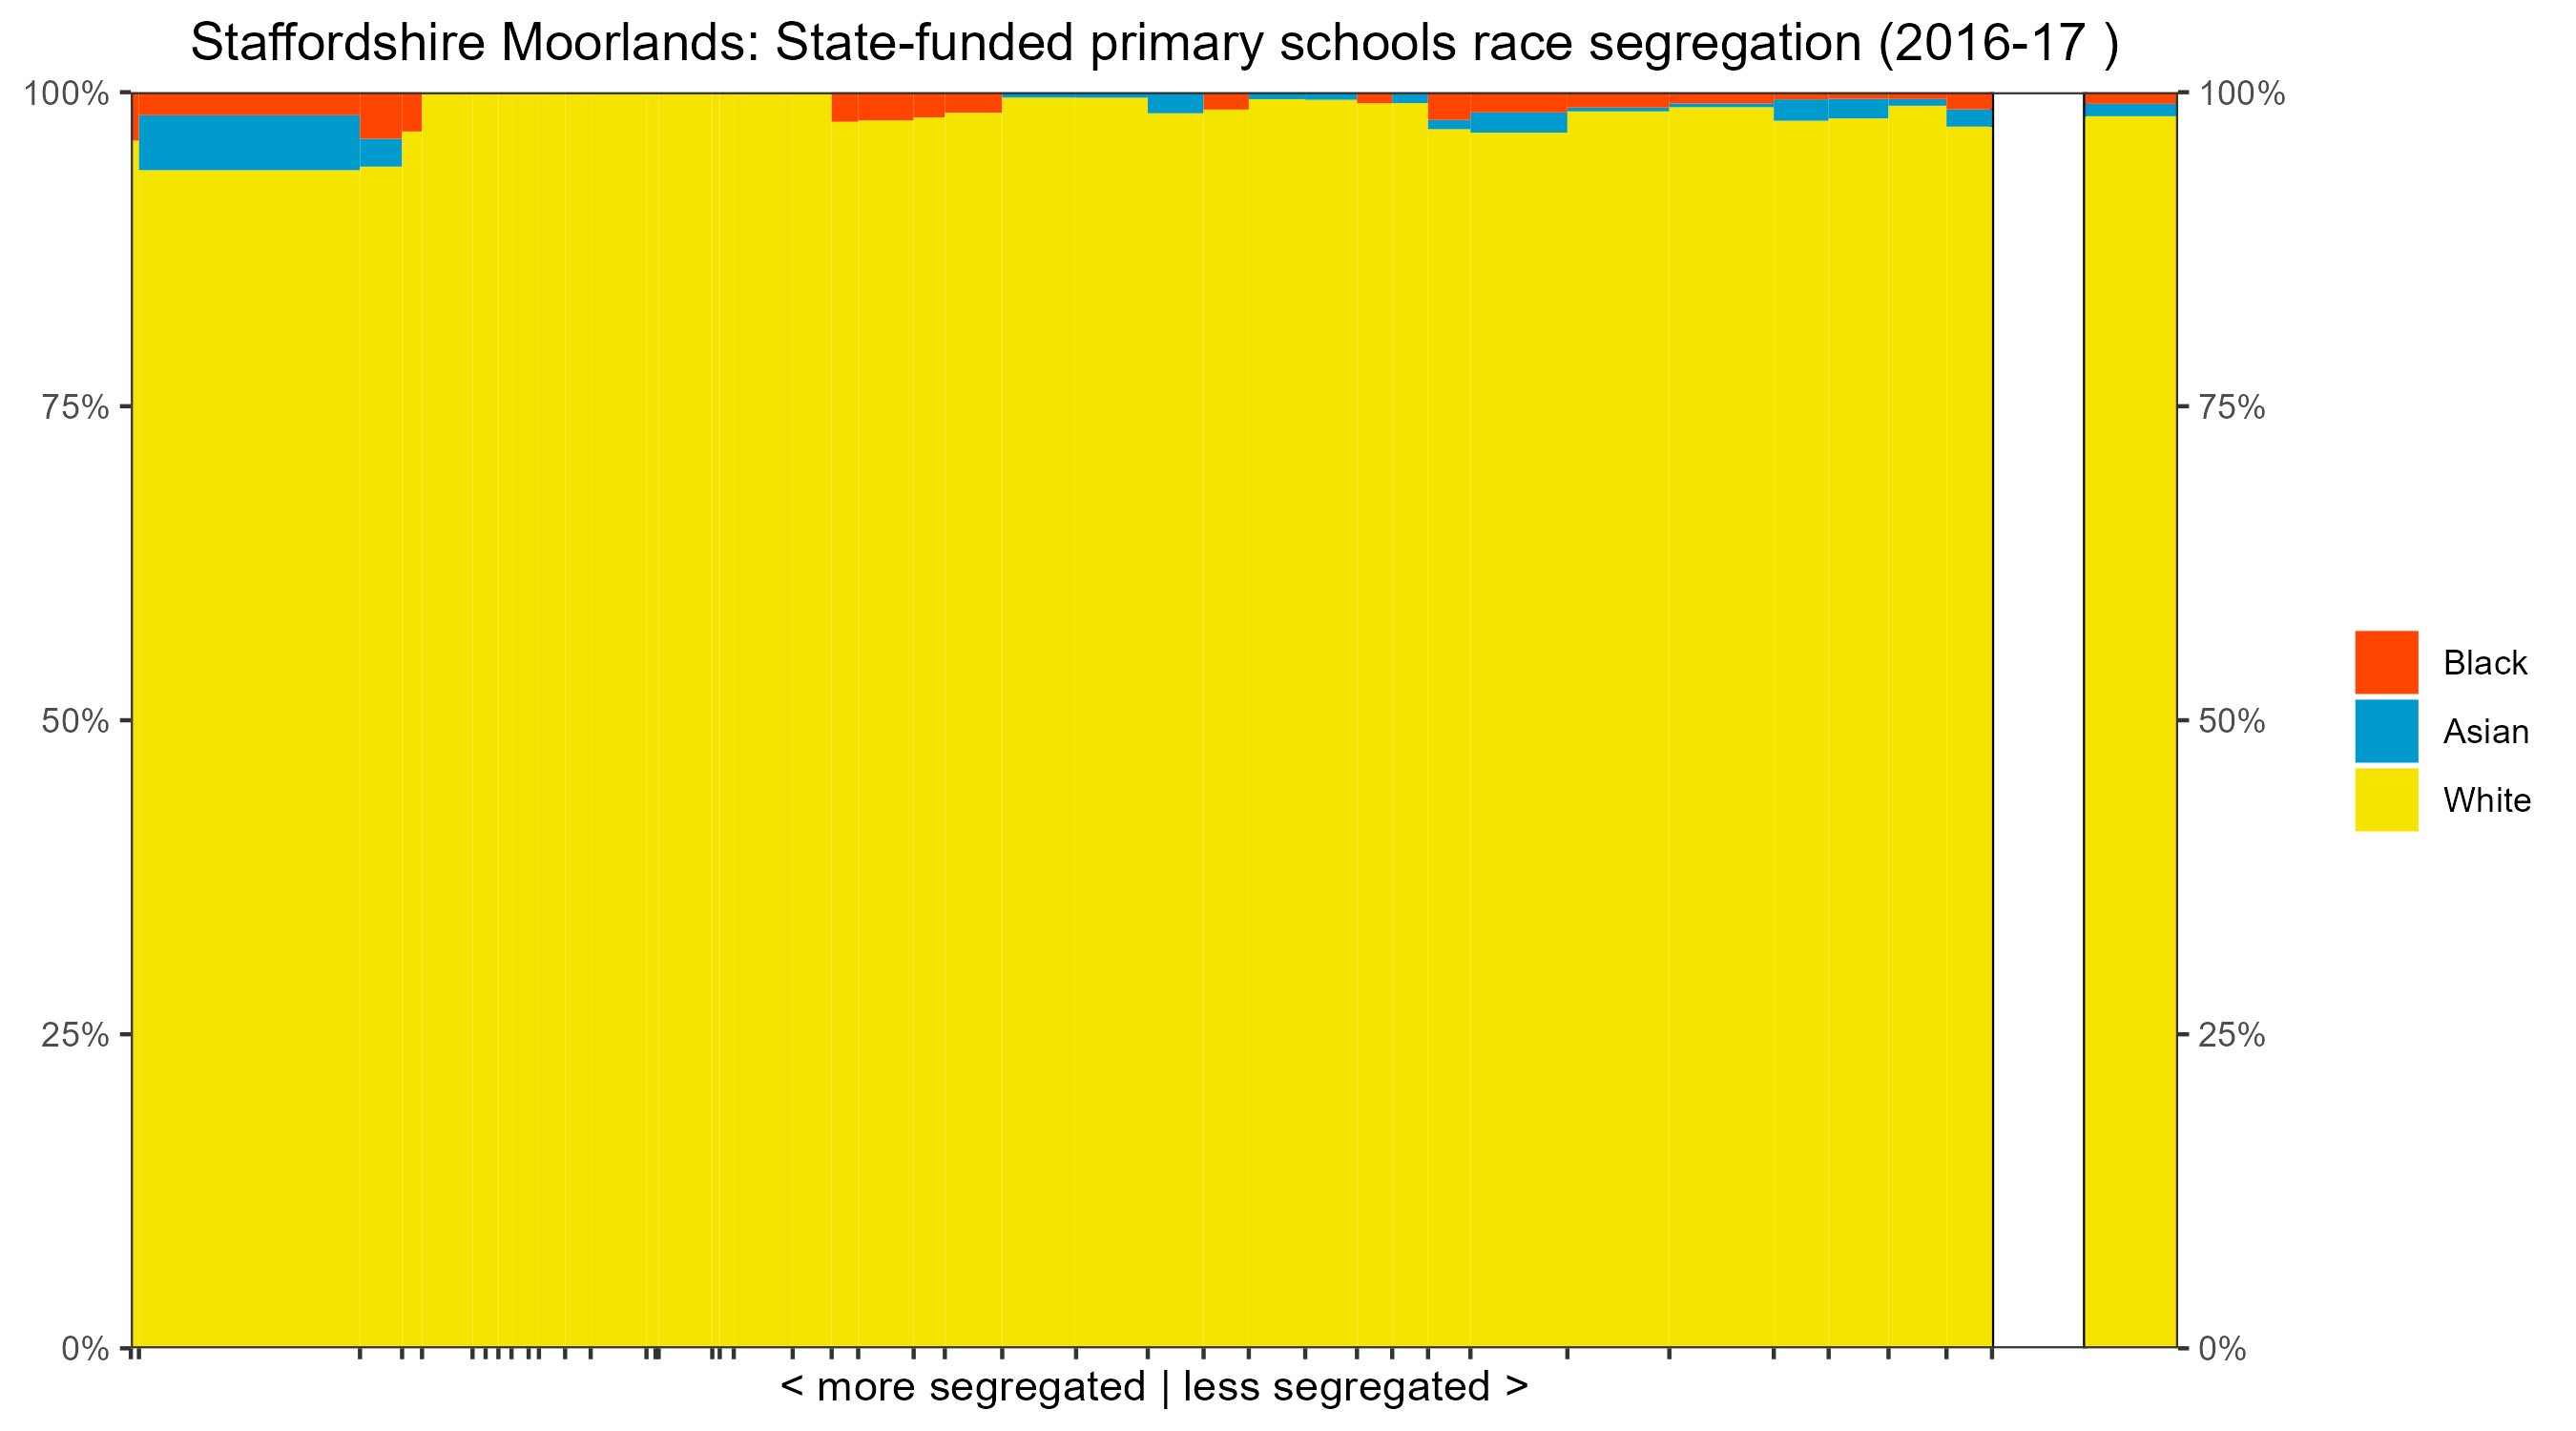 Staffordshire Moorlands: State-funded primary schools race segregation (2016-17 )
100%
100%
75%
75%
50%
50%
25%
25%
0%
0%
Black
Asian
White
< more segregated | less segregated >